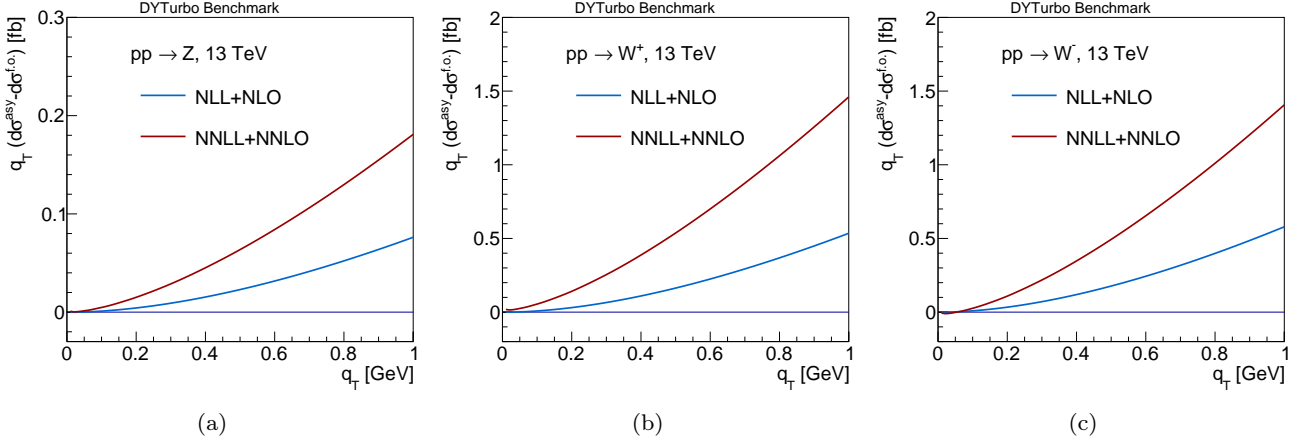 DYTurbo Benchmark
q_T (dσ^asy-dσ^f.o.) [fb]
0.3
0.2
0.1
0
pp → Z, 13 TeV
NLL+NLO
NNLL+NNLO
0 0.2 0.4 0.6 0.8 1
q_T [GeV]
(a)
DYTurbo Benchmark
q_T (dσ^asy-dσ^f.o.) [fb]
2
1.5
1
0.5
0
pp → W⁺, 13 TeV
NLL+NLO
NNLL+NNLO
0 0.2 0.4 0.6 0.8 1
q_T [GeV]
(b)
DYTurbo Benchmark
q_T (dσ^asy-dσ^f.o.) [fb]
2
1.5
1
0.5
0
pp → W⁻, 13 TeV
NLL+NLO
NNLL+NNLO
0 0.2 0.4 0.6 0.8 1
q_T [GeV]
(c)